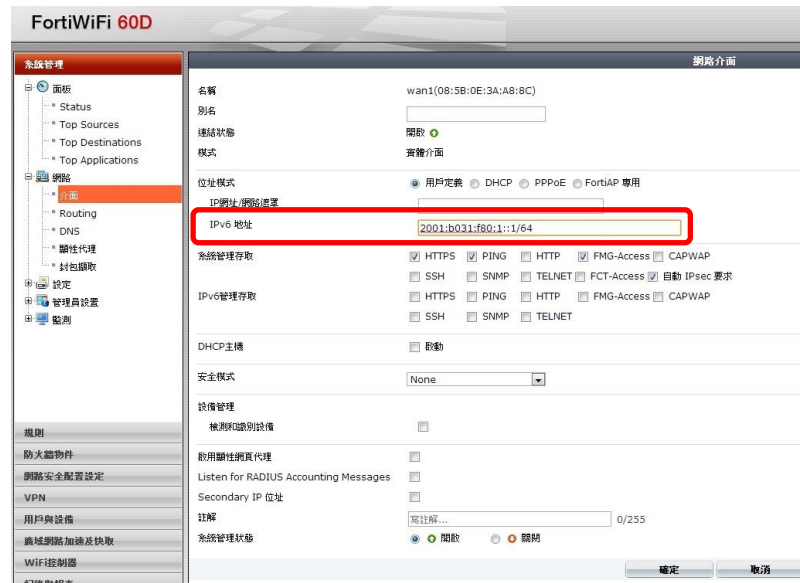 FortiWiFi 60D
系統管理
網路介面
面板
Status
Top Sources
Top Destinations
Top Applications
網路
介面
Routing
DNS
顯性代理
封包擷取
設定
管理員設置
監測
規則
防火牆物件
網路安全配置設定
VPN
用戶與設備
廣域網路加速及快取
WiFi控制器
名稱 wan1(08:5B:0E:3A:A8:8C)
別名
連結狀態 開啟
模式 實體介面
位址模式 用戶定義 DHCP PPPoE FortiAP 專用
IP網址/網路遮罩
IPv6 地址 2001:b031:f80:1::1/64
系統管理存取 HTTPS PING HTTP FMG-Access CAPWAP
SSH SNMP TELNET FCT-Access 自動 IPsec 要求
IPv6管理存取 HTTPS PING HTTP FMG-Access CAPWAP
SSH SNMP TELNET
DHCP主機 啟動
安全模式 None
設備管理
檢測和識別設備
啟用顯性網頁代理
Listen for RADIUS Accounting Messages
Secondary IP 位址
註解 寫註解... 0/255
系統管理狀態 開啟 關閉
確定 取消